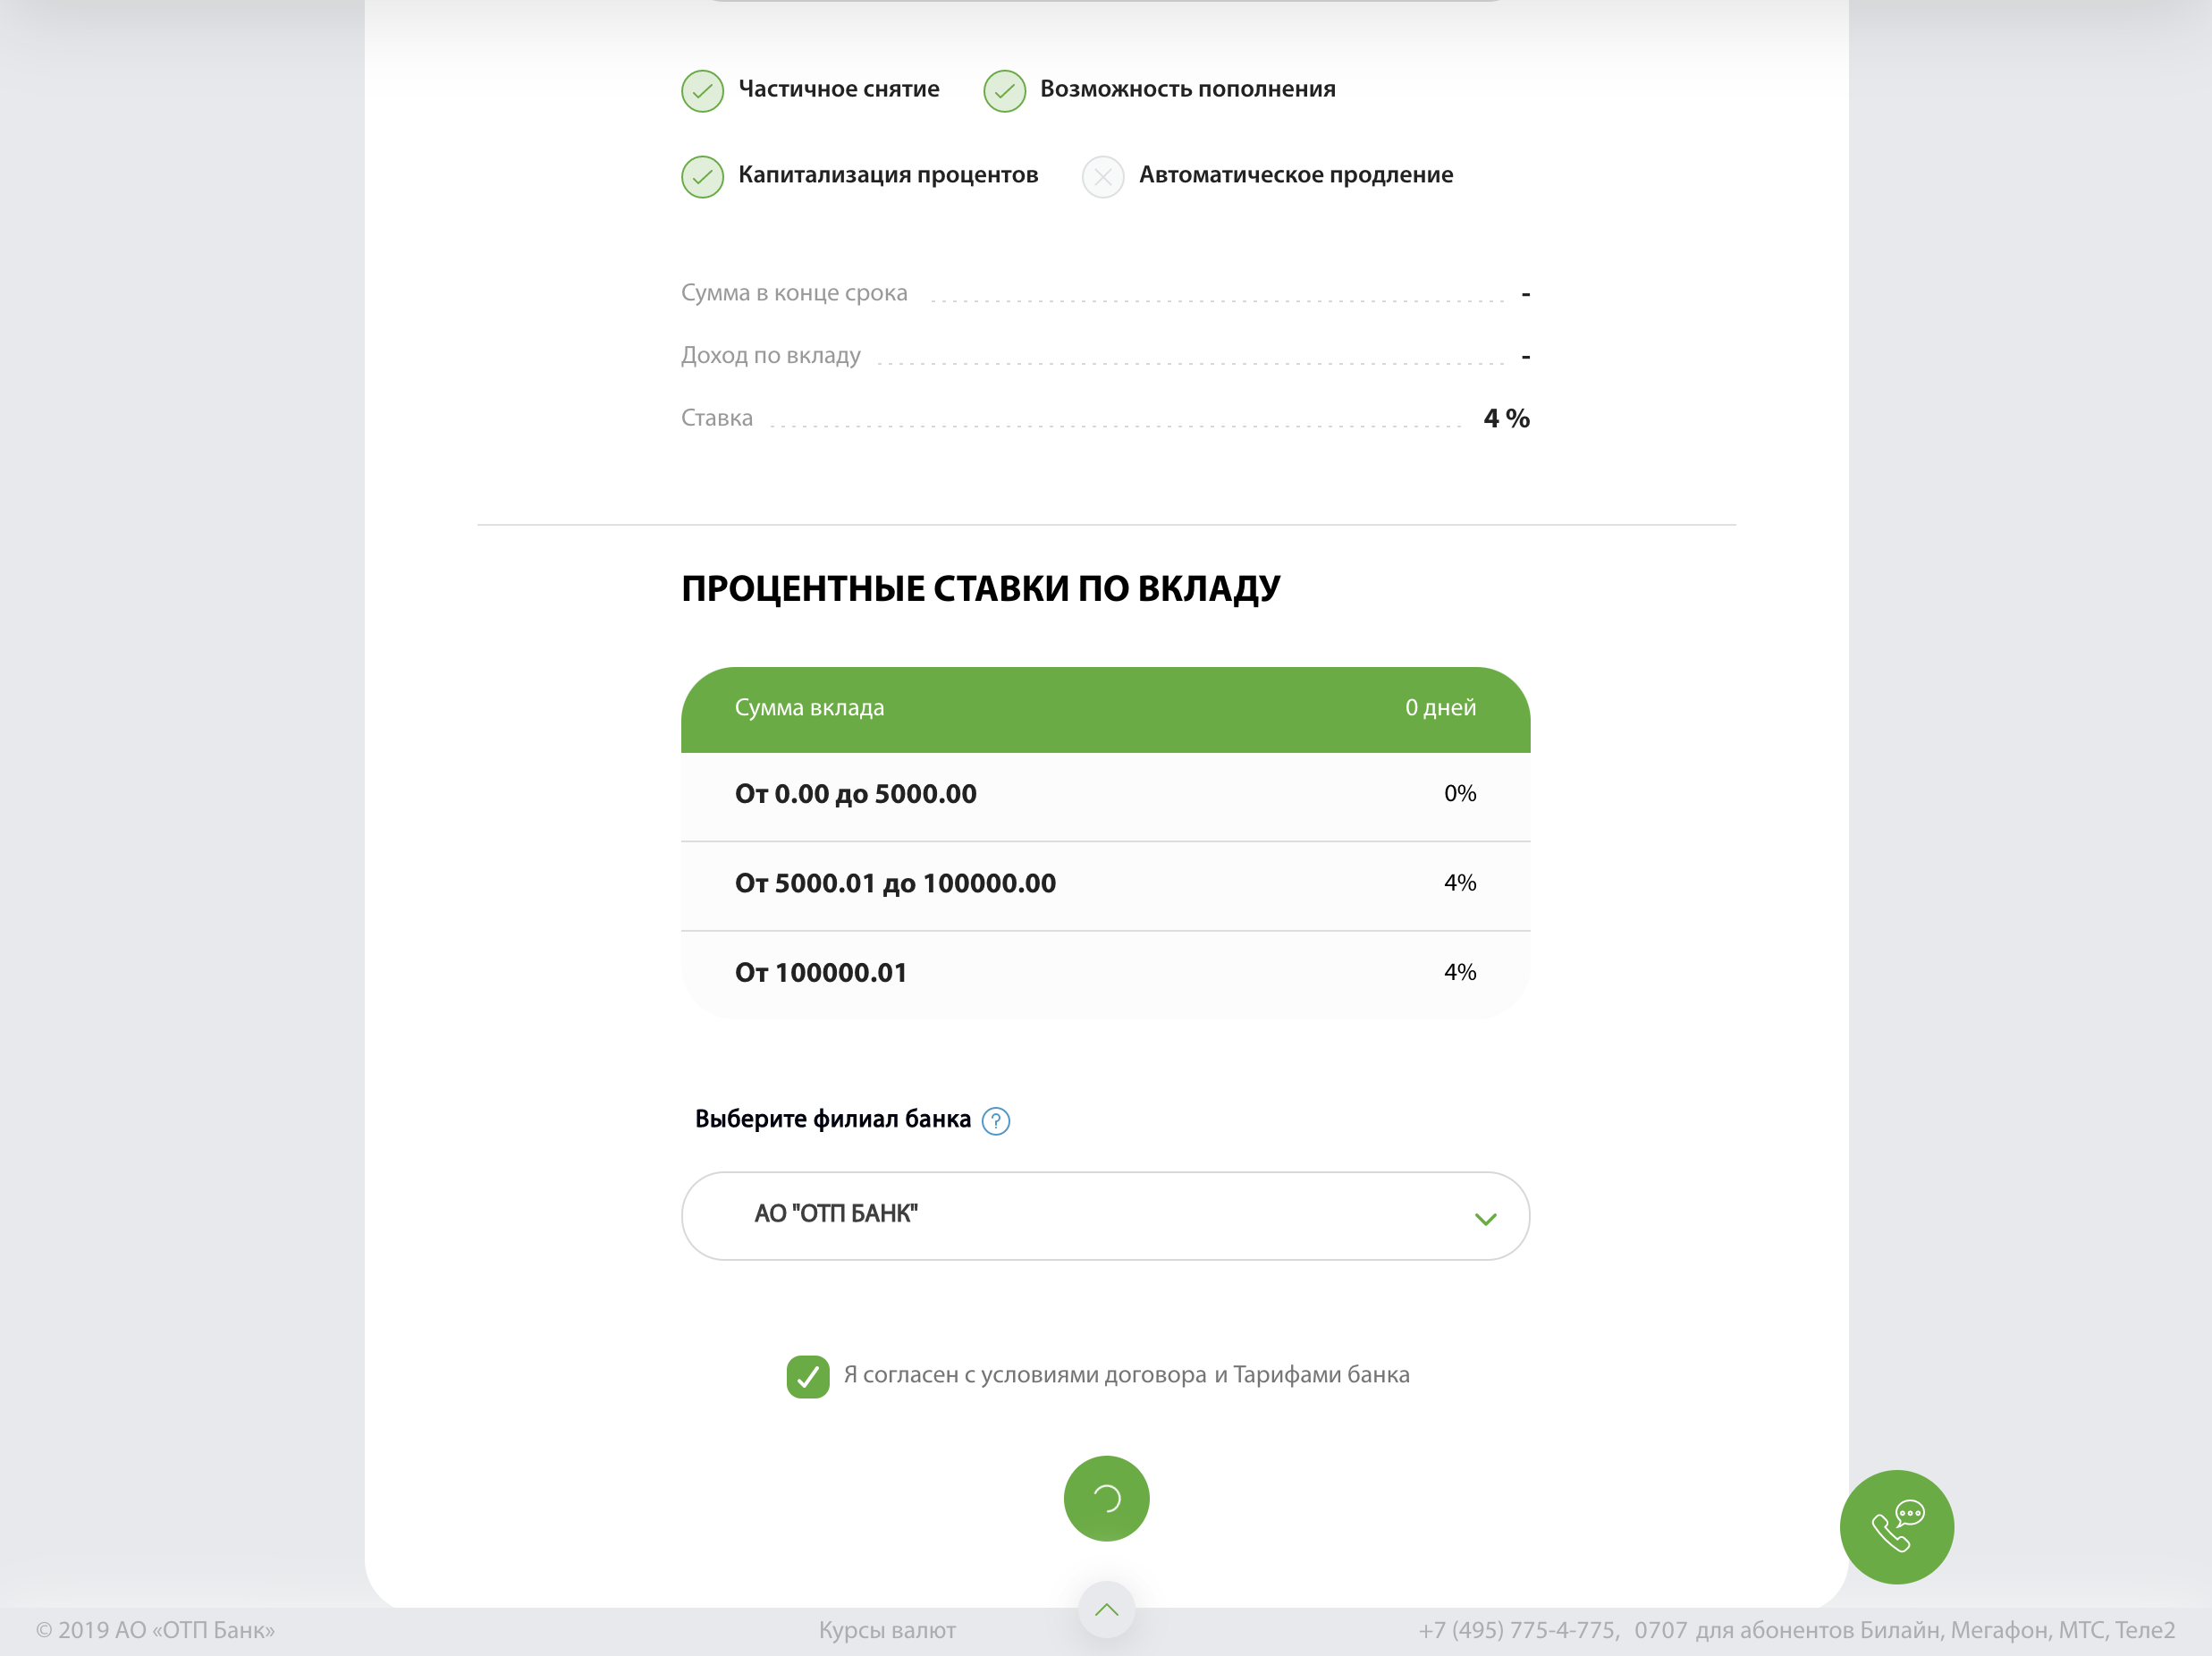 Частичное снятие Возможность пополнения
Капитализация процентов Автоматическое продление
Сумма в конце срока -
Доход по вкладу -
Ставка 4 %
ПРОЦЕНТНЫЕ СТАВКИ ПО ВКЛАДУ
Сумма вклада 0 дней
От 0.00 до 5000.00 0%
От 5000.01 до 100000.00 4%
От 100000.01 4%
Выберите филиал банка ?
АО "ОТП БАНК"
Я согласен с условиями договора и Тарифами банка
© 2019 АО «ОТП Банк» Курсы валют +7 (495) 775-4-775, 0707 для абонентов Билайн, Мегафон, МТС, Теле2